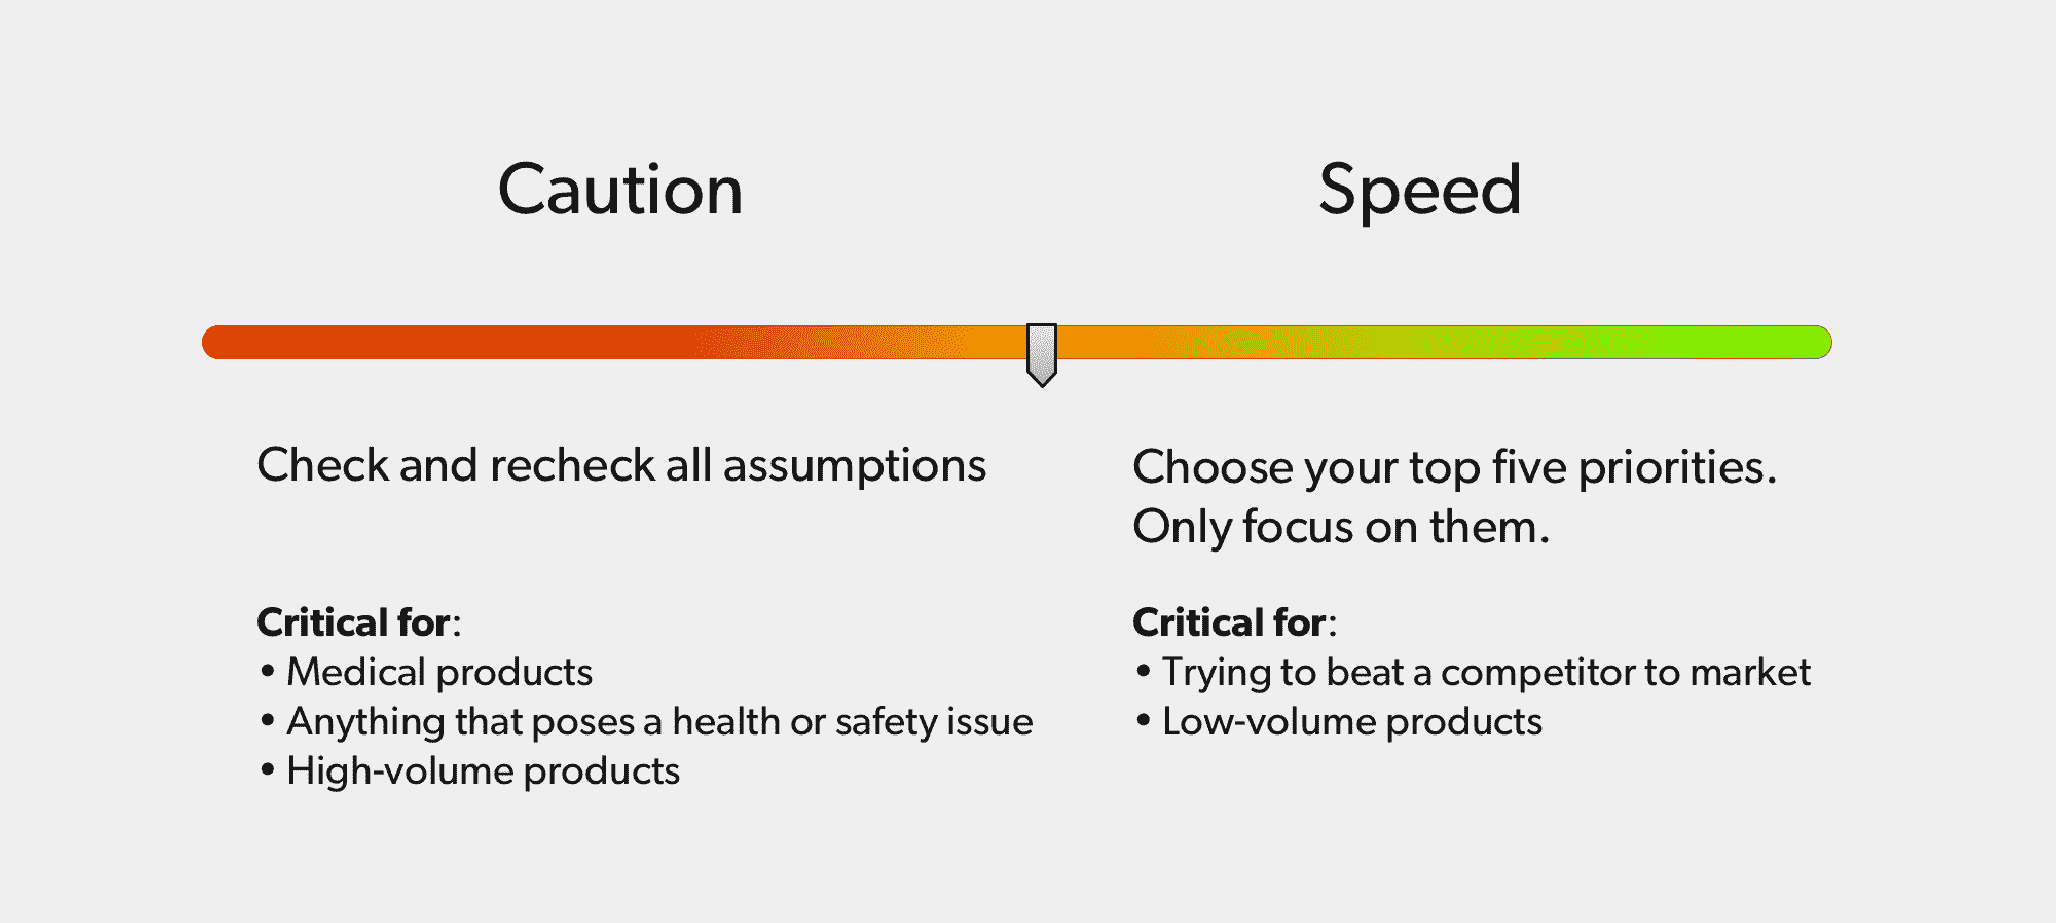 Caution
Speed
Check and recheck all assumptions
Choose your top five priorities.
Only focus on them.
Critical for:
• Medical products
• Anything that poses a health or safety issue
• High-volume products
Critical for:
• Trying to beat a competitor to market
• Low-volume products